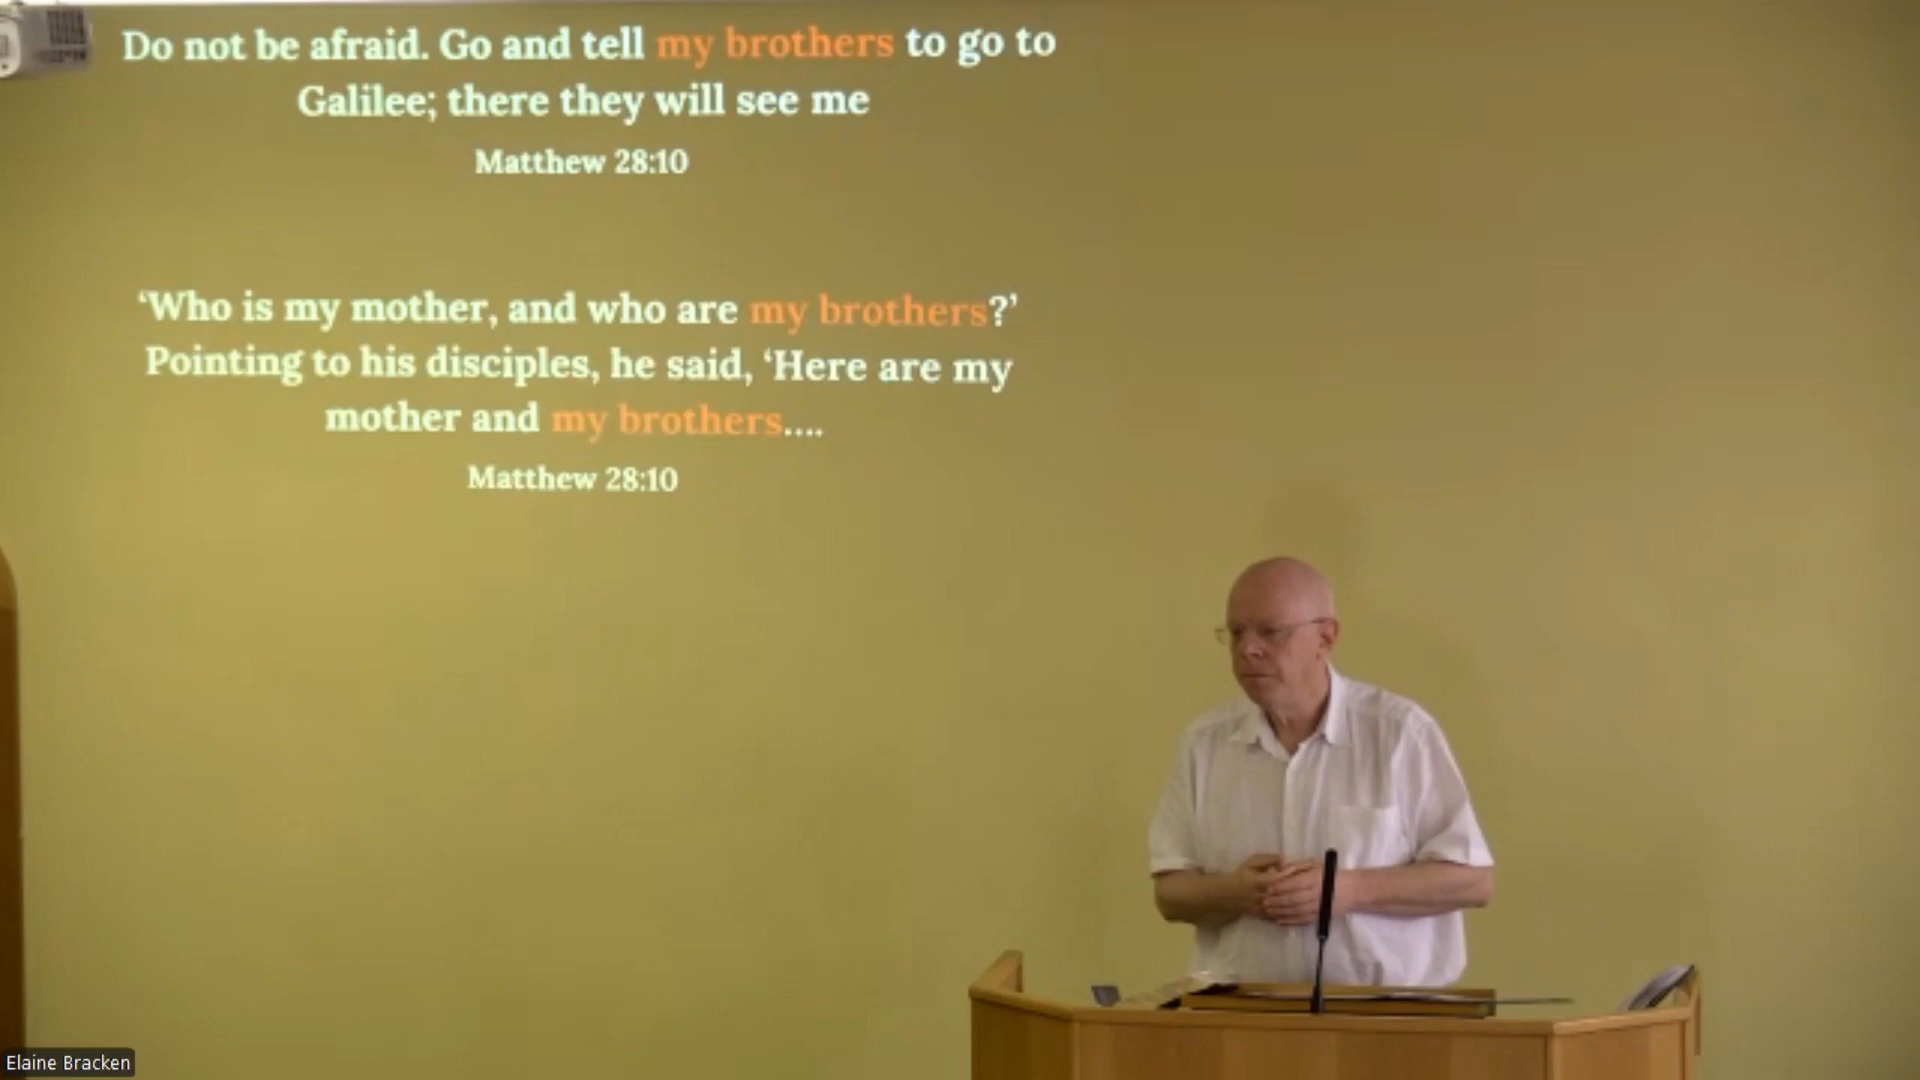 Do not be afraid. Go and tell my brothers to go to
Galilee; there they will see me
Matthew 28:10
‘Who is my mother, and who are my brothers?’
Pointing to his disciples, he said, ‘Here are my
mother and my brothers....
Matthew 28:10
Elaine Bracken